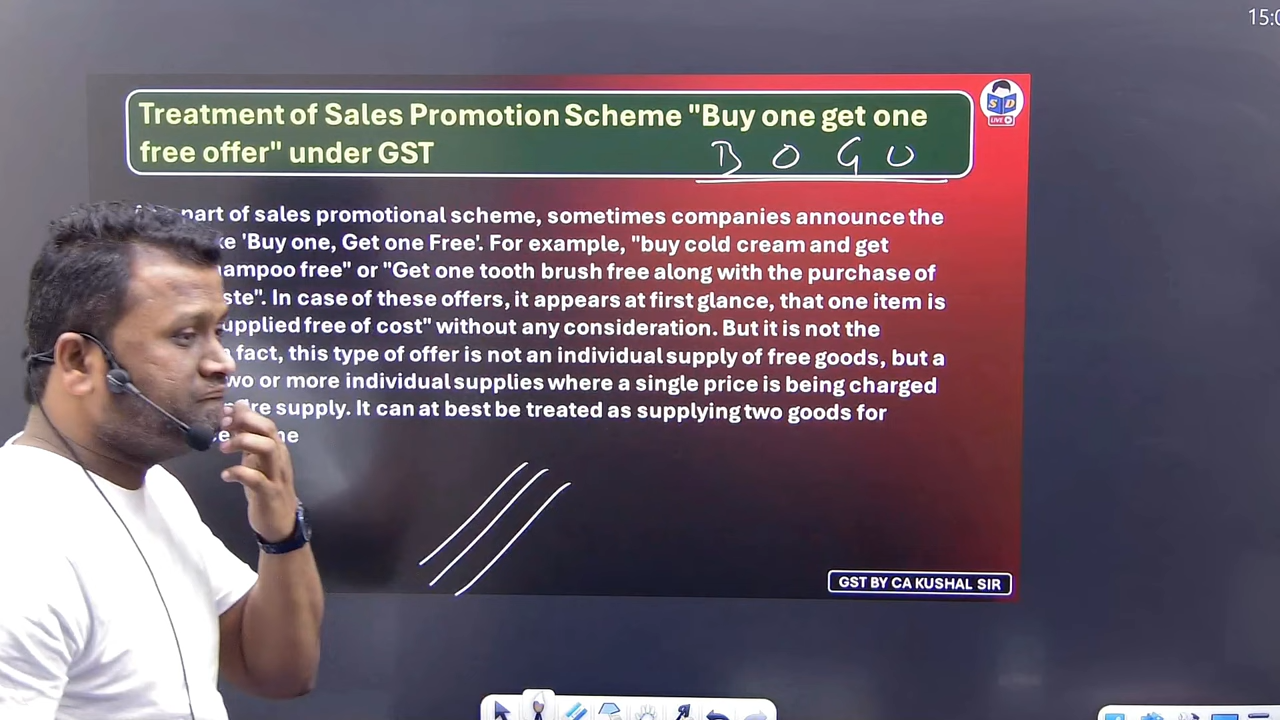 15:0
Treatment of Sales Promotion Scheme "Buy one get one
free offer" under GST
B O G O
S D
LIVE
part of sales promotional scheme, sometimes companies announce the
'Buy one, Get one Free'. For example, "buy cold cream and get
free" or "Get one tooth brush free along with the purchase of
In case of these offers, it appears at first glance, that one item is
free of cost" without any consideration. But it is not the
fact, this type of offer is not an individual supply of free goods, but a
or more individual supplies where a single price is being charged
supply. It can at best be treated as supplying two goods for
GST BY CA KUSHAL SIR